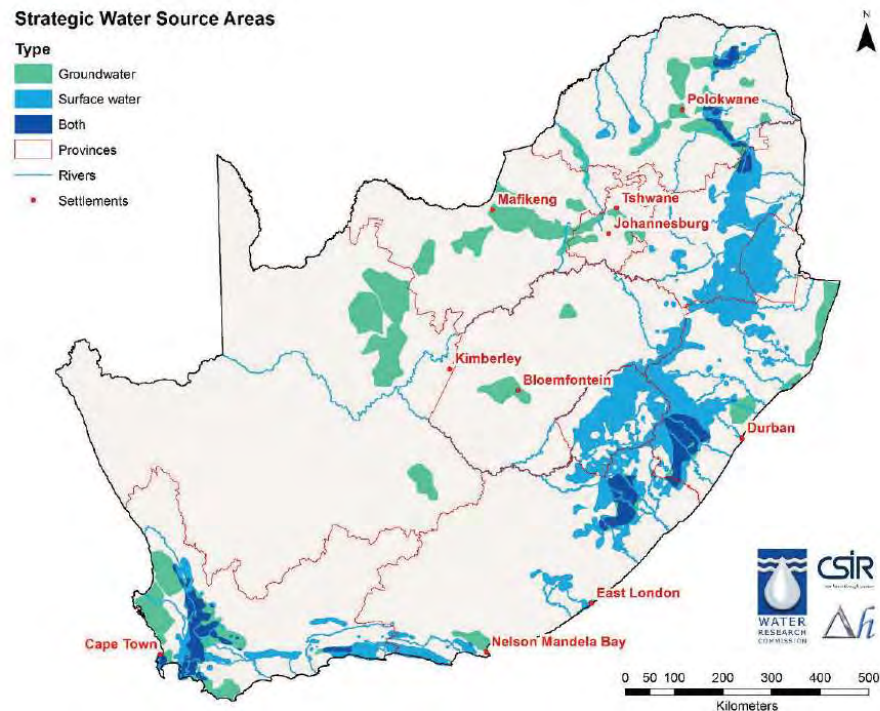 Strategic Water Source Areas
Type
Groundwater
Surface water
Both
Provinces
Rivers
Settlements
N
Polokwane
Mafikeng
Tshwane
Johannesburg
Kimberley
Bloemfontein
Durban
East London
Nelson Mandela Bay
Cape Town
WATER
RESEARCH
COMMISSION
CSIR
h
0 50 100 200 300 400 500
Kilometers